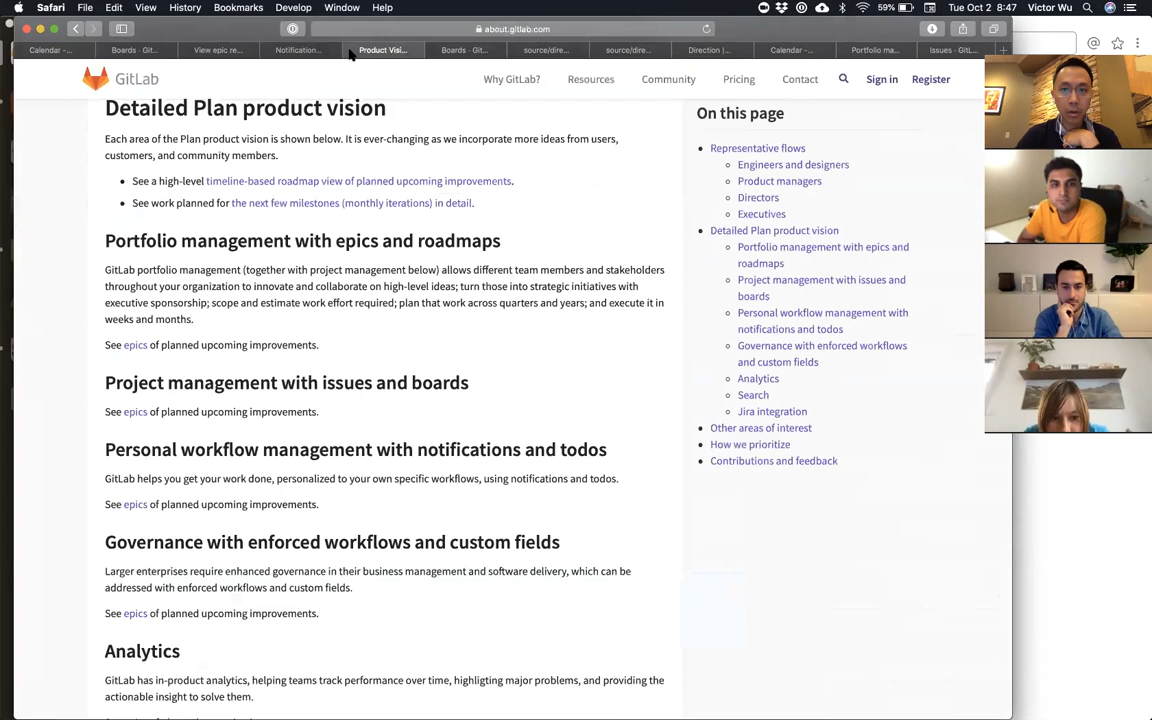 Safari File Edit View History Bookmarks Develop Window Help 59% Tue Oct 2 8:47 Victor Wu
about.gitlab.com
Calendar -... Boards · Git... View epic re... Notification... Product Visi... Boards · Git... source/dire... source/dire... Direction |... Calendar -... Portfolio ma... Issues · GitL...
GitLab Why GitLab? Resources Community Pricing Contact Sign in Register
Detailed Plan product vision
Each area of the Plan product vision is shown below. It is ever-changing as we incorporate more ideas from users,
customers, and community members.
• See a high-level timeline-based roadmap view of planned upcoming improvements.
• See work planned for the next few milestones (monthly iterations) in detail.
Portfolio management with epics and roadmaps
GitLab portfolio management (together with project management below) allows different team members and stakeholders
throughout your organization to innovate and collaborate on high-level ideas; turn those into strategic initiatives with
executive sponsorship; scope and estimate work effort required; plan that work across quarters and years; and execute it in
weeks and months.
See epics of planned upcoming improvements.
Project management with issues and boards
See epics of planned upcoming improvements.
Personal workflow management with notifications and todos
GitLab helps you get your work done, personalized to your own specific workflows, using notifications and todos.
See epics of planned upcoming improvements.
Governance with enforced workflows and custom fields
Larger enterprises require enhanced governance in their business management and software delivery, which can be
addressed with enforced workflows and custom fields.
See epics of planned upcoming improvements.
Analytics
GitLab has in-product analytics, helping teams track performance over time, highligting major problems, and providing the
actionable insight to solve them.
On this page
Representative flows
Engineers and designers
Product managers
Directors
Executives
Detailed Plan product vision
Portfolio management with epics and
roadmaps
Project management with issues and
boards
Personal workflow management with
notifications and todos
Governance with enforced workflows
and custom fields
Analytics
Search
Jira integration
Other areas of interest
How we prioritize
Contributions and feedback